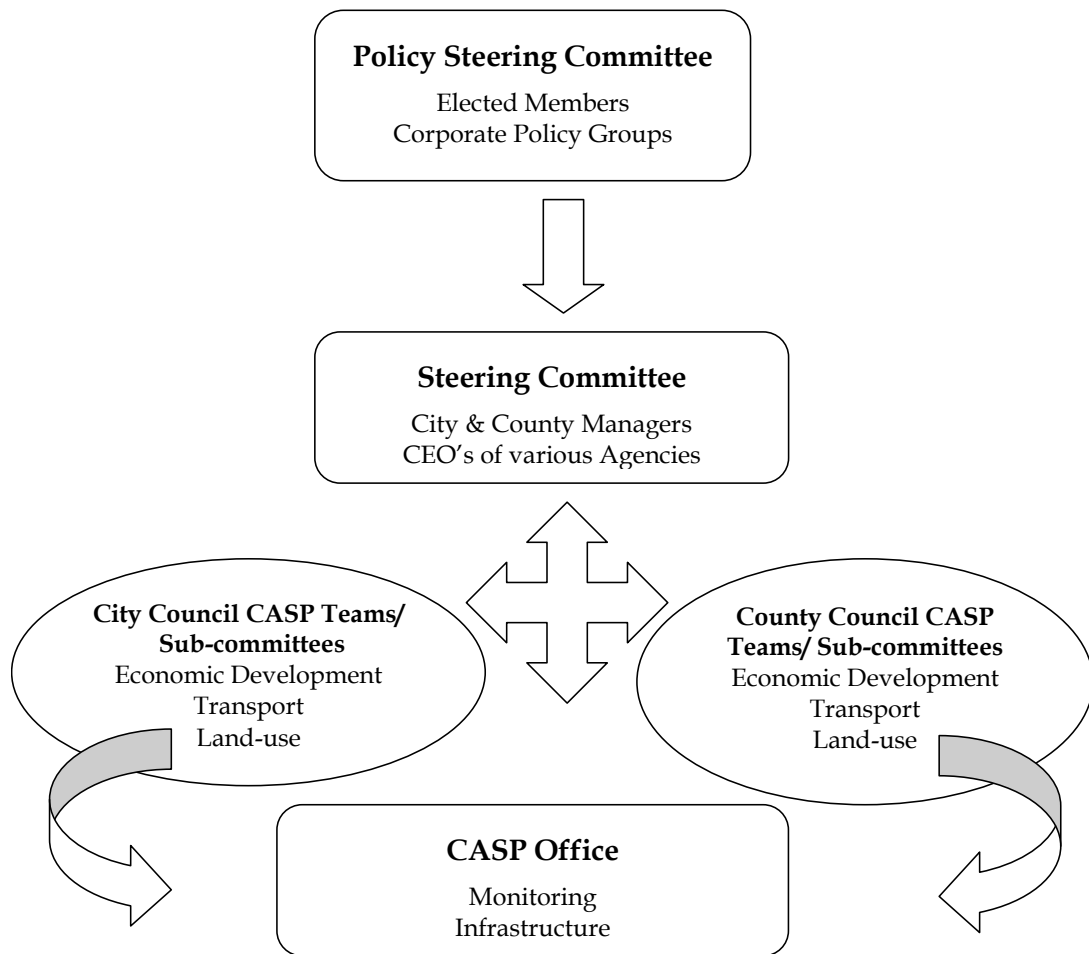 Policy Steering Committee
Elected Members
Corporate Policy Groups
Steering Committee
City & County Managers
CEO’s of various Agencies
City Council CASP Teams/
Sub-committees
Economic Development
Transport
Land-use
County Council CASP
Teams/ Sub-committees
Economic Development
Transport
Land-use
CASP Office
Monitoring
Infrastructure